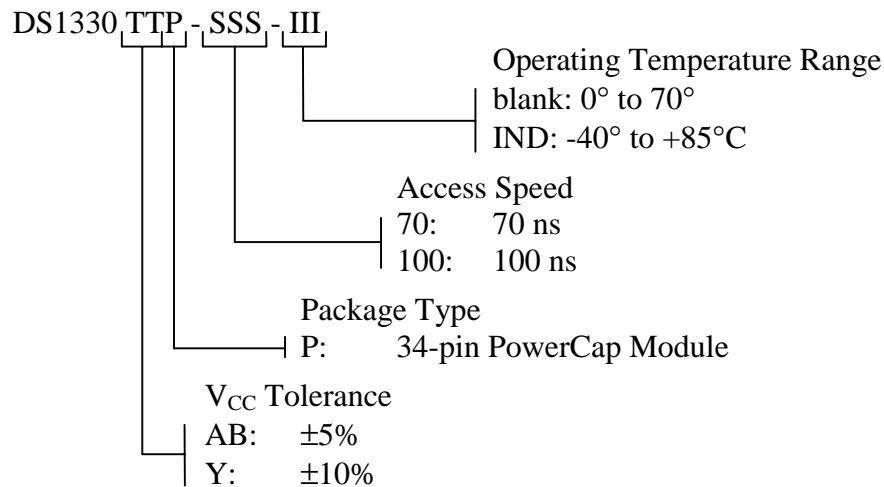 DS1330 TTP - SSS - III
Operating Temperature Range
blank: 0° to 70°
IND: -40° to +85°C
Access Speed
70: 70 ns
100: 100 ns
Package Type
P: 34-pin PowerCap Module
VCC Tolerance
AB: ±5%
Y: ±10%